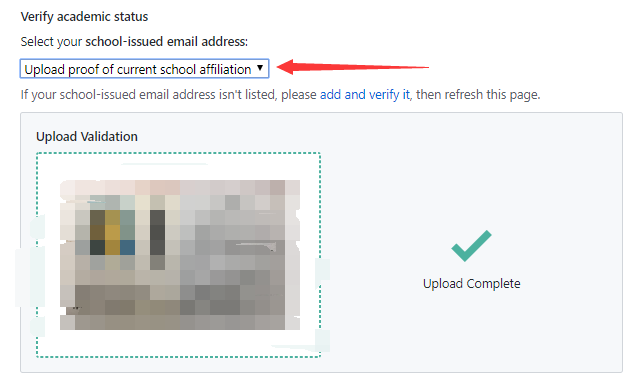 Verify academic status
Select your school-issued email address:
Upload proof of current school affiliation
If your school-issued email address isn't listed, please add and verify it, then refresh this page.
Upload Validation
Upload Complete